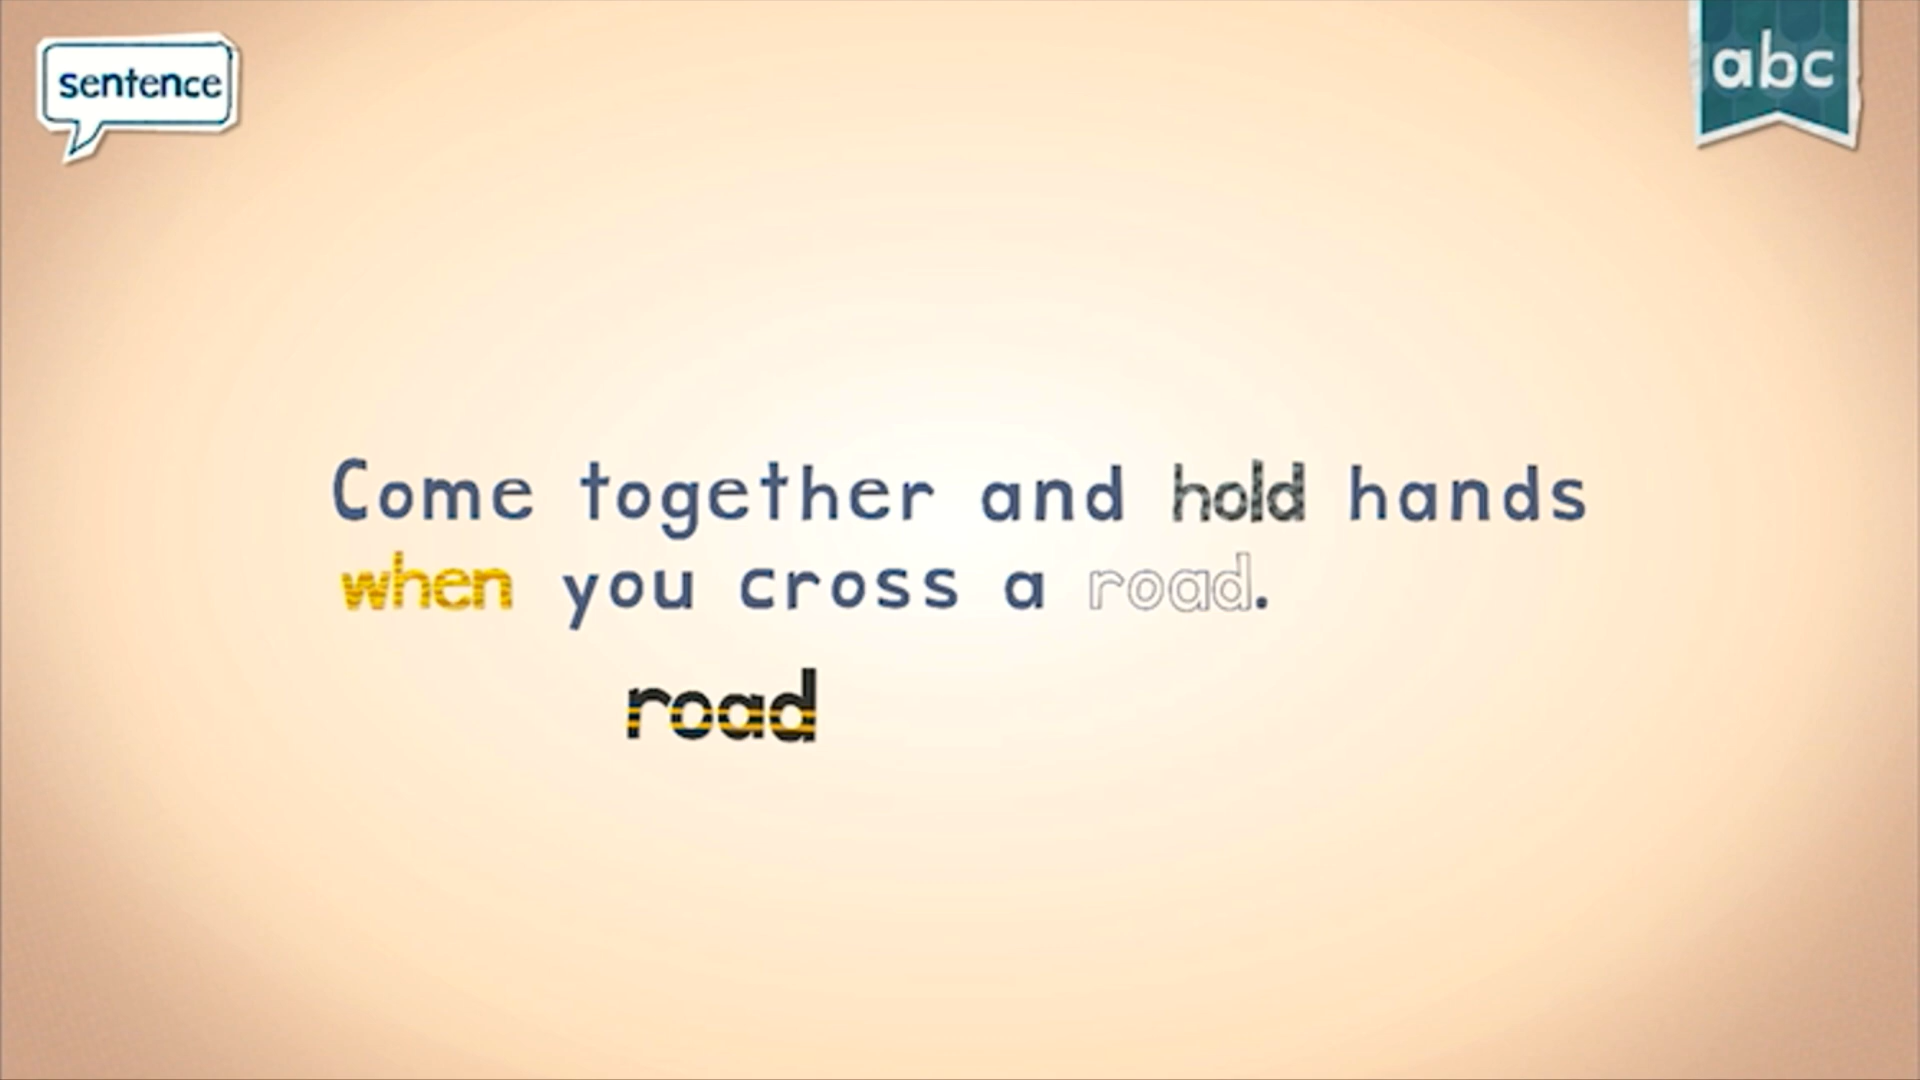 sentence
abc
Come together and hold hands
when you cross a road.
road